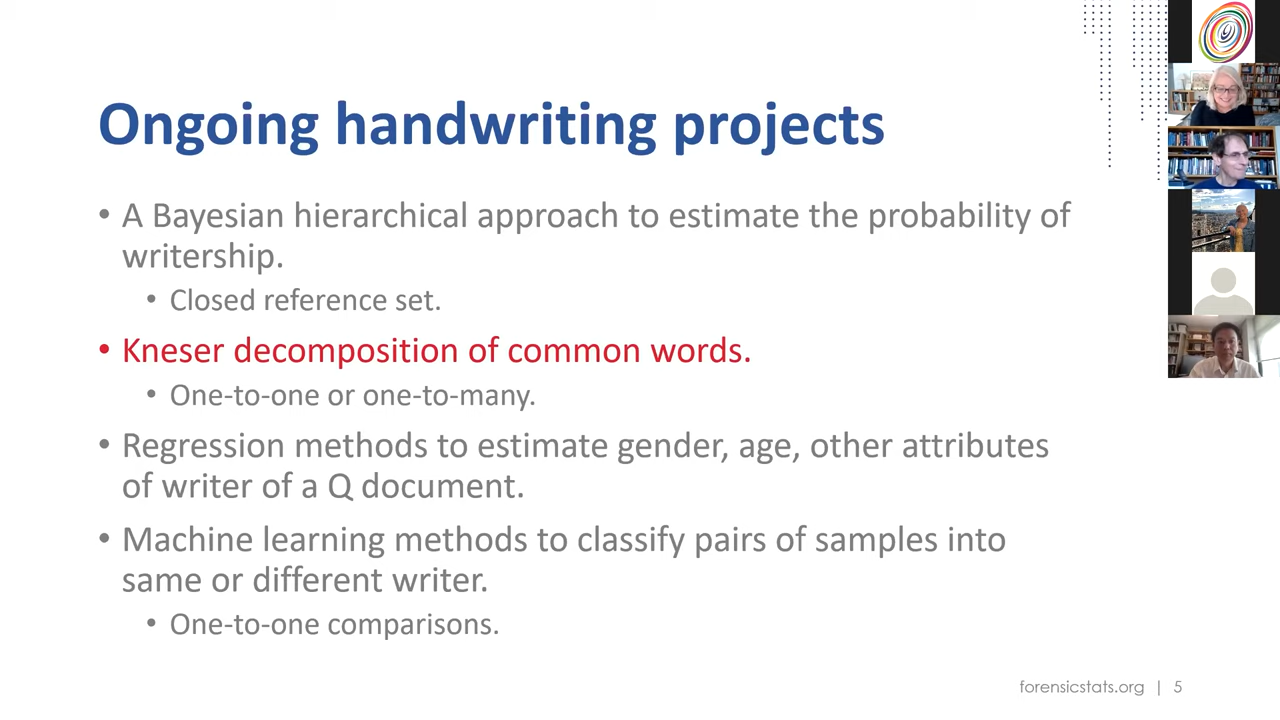 Ongoing handwriting projects
• A Bayesian hierarchical approach to estimate the probability of
writership.
• Closed reference set.
• Kneser decomposition of common words.
• One-to-one or one-to-many.
• Regression methods to estimate gender, age, other attributes
of writer of a Q document.
• Machine learning methods to classify pairs of samples into
same or different writer.
• One-to-one comparisons.
forensicstats.org | 5